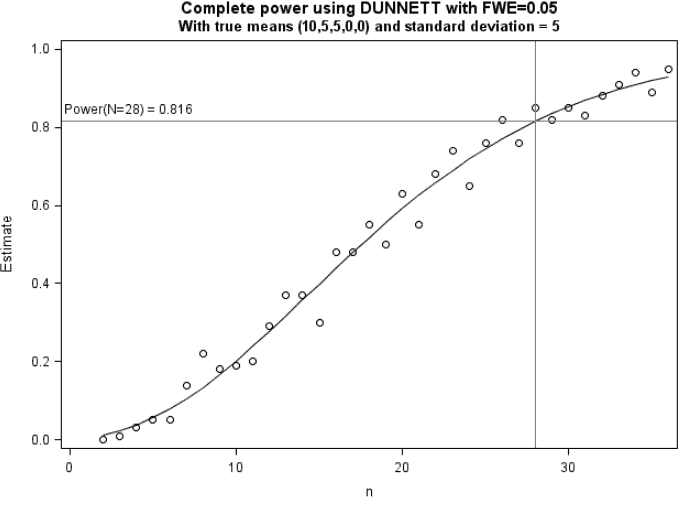 Complete power using DUNNETT with FWE=0.05
With true means (10,5,5,0,0) and standard deviation = 5
1.0
Power(N=28) = 0.816
0.8
0.6
Estimate
0.4
0.2
0.0
0 10 20 30
n